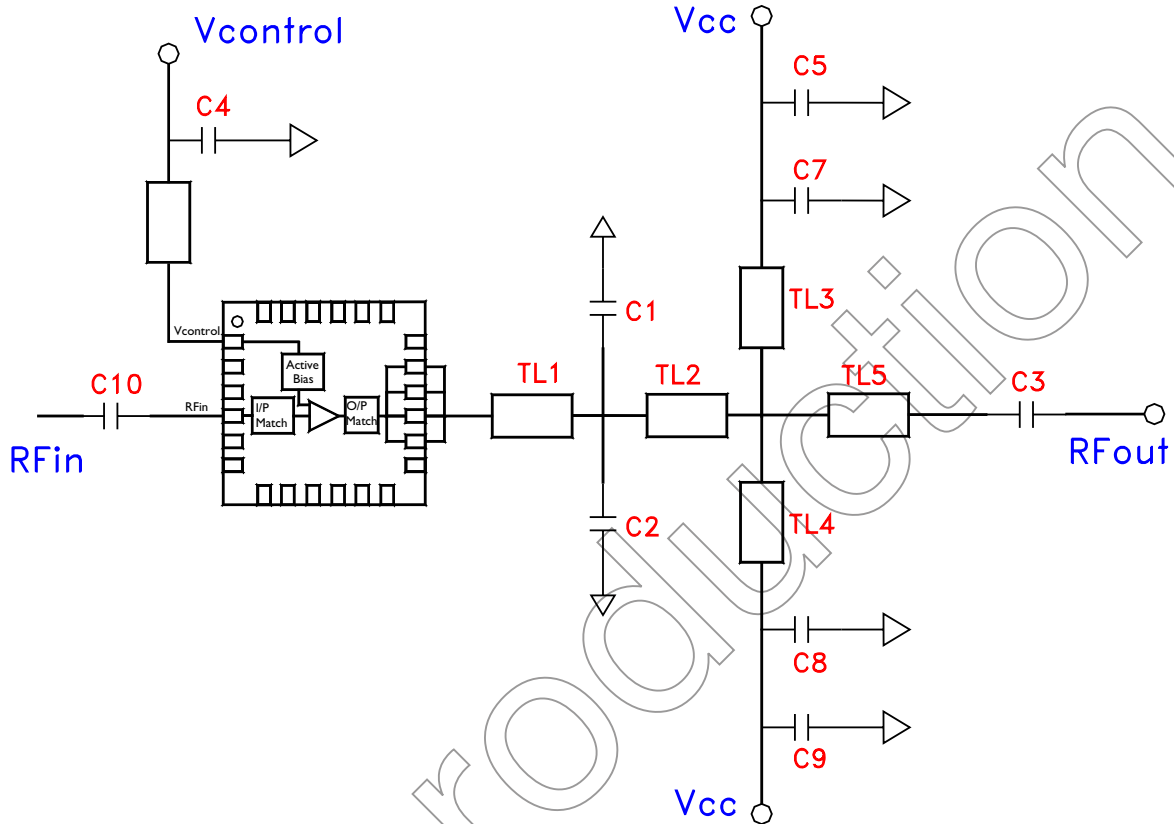 Vcontrol
Vcc
C5
C4
C7
TL3
C1
Vcontrol.
Active
Bias
C10
TL1
TL2
TL5
C3
RFin
I/P
Match
O/P
Match
RFin
RFout
C2
TL4
C8
C9
Vcc
roduction